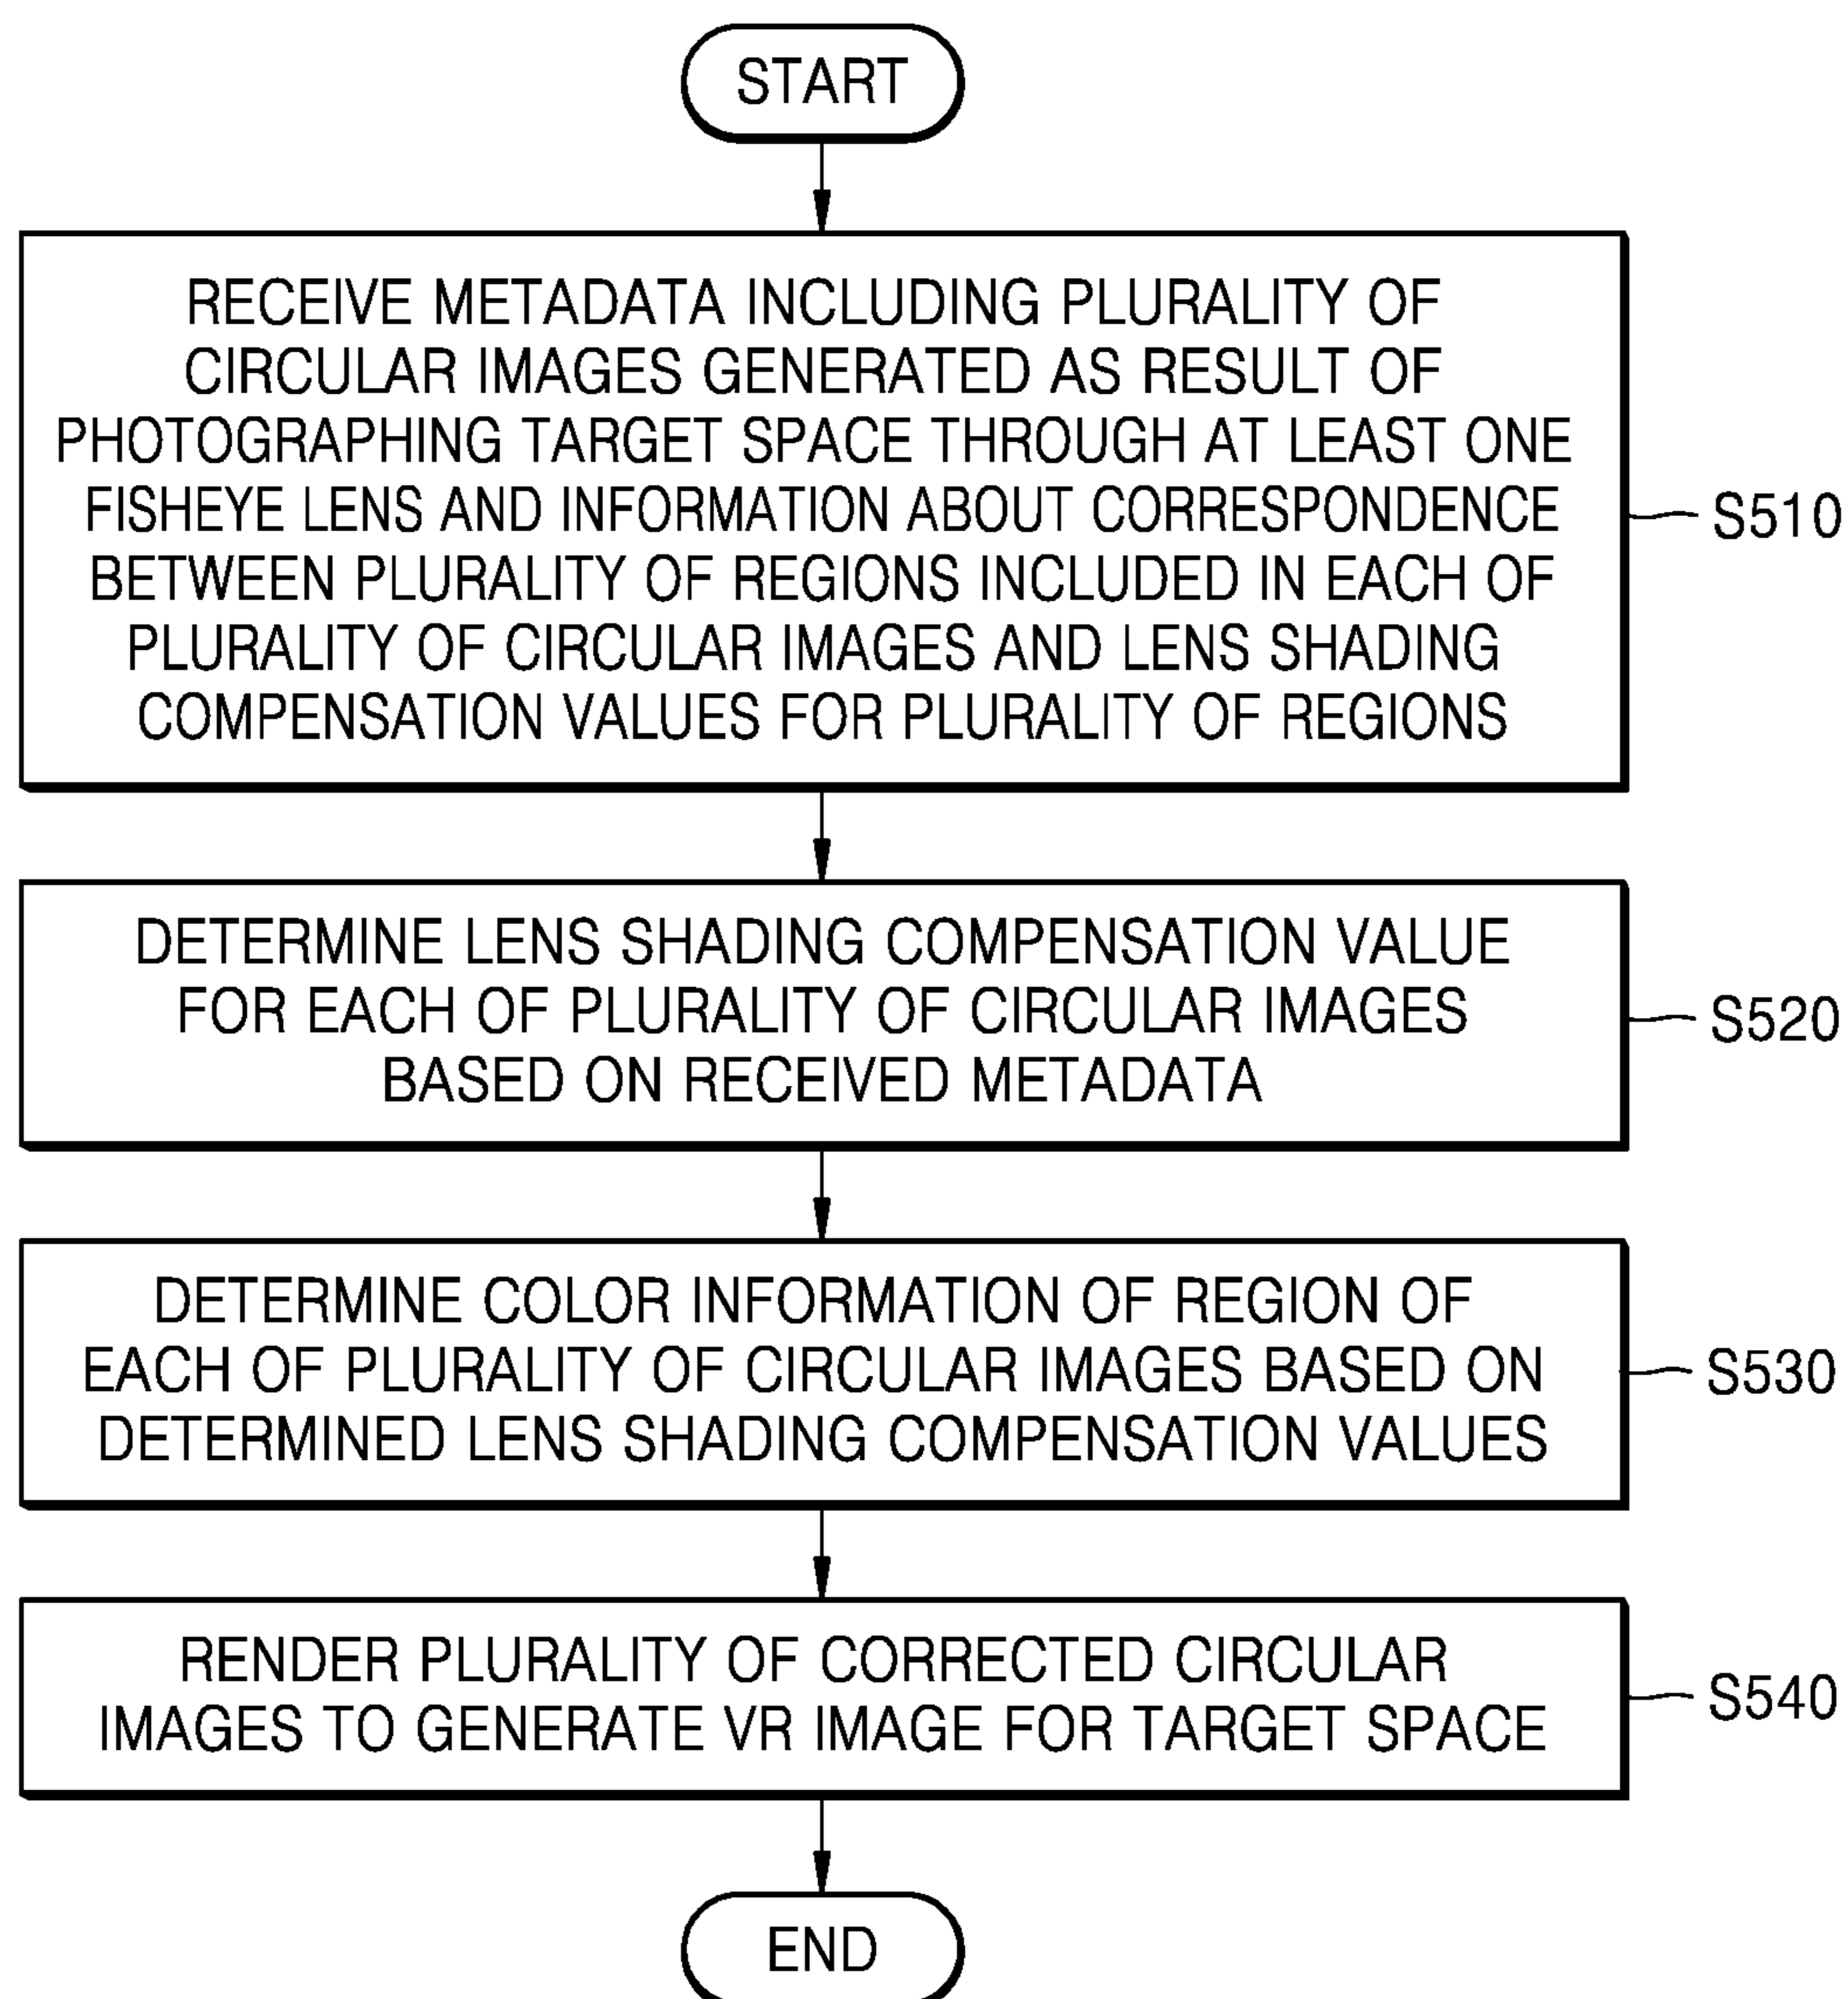 START
RECEIVE METADATA INCLUDING PLURALITY OF
CIRCULAR IMAGES GENERATED AS RESULT OF
PHOTOGRAPHING TARGET SPACE THROUGH AT LEAST ONE
FISHEYE LENS AND INFORMATION ABOUT CORRESPONDENCE
BETWEEN PLURALITY OF REGIONS INCLUDED IN EACH OF
PLURALITY OF CIRCULAR IMAGES AND LENS SHADING
COMPENSATION VALUES FOR PLURALITY OF REGIONS
S510
DETERMINE LENS SHADING COMPENSATION VALUE
FOR EACH OF PLURALITY OF CIRCULAR IMAGES
BASED ON RECEIVED METADATA
S520
DETERMINE COLOR INFORMATION OF REGION OF
EACH OF PLURALITY OF CIRCULAR IMAGES BASED ON
DETERMINED LENS SHADING COMPENSATION VALUES
S530
RENDER PLURALITY OF CORRECTED CIRCULAR
IMAGES TO GENERATE VR IMAGE FOR TARGET SPACE
S540
END